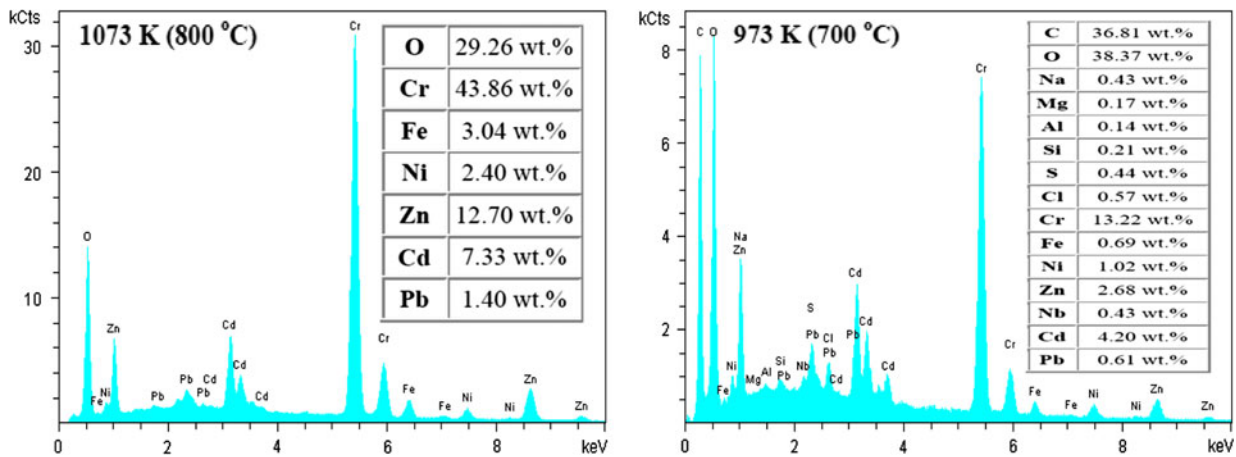 kCts
1073 K (800 °C)
30
20
10
O
Fe
Ni
Zn
Pb
Pb
Pb
Cd
Cd
Cd
Cd
Cr
Cr
Fe
Fe
Ni
Ni
Zn
Zn
0
2
4
6
8
keV
O 29.26 wt.%
Cr 43.86 wt.%
Fe 3.04 wt.%
Ni 2.40 wt.%
Zn 12.70 wt.%
Cd 7.33 wt.%
Pb 1.40 wt.%
kCts
973 K (700 °C)
8
6
4
2
C
O
Fe
Ni
Na
Zn
Mg
Al
Si
Pb
Nb
S
Pb
Cl
Pb
Cd
Pb
Cd
Cd
Cd
Cr
Cr
Fe
Fe
Ni
Ni
Zn
Zn
0
2
4
6
8
keV
C 36.81 wt.%
O 38.37 wt.%
Na 0.43 wt.%
Mg 0.17 wt.%
Al 0.14 wt.%
Si 0.21 wt.%
S 0.44 wt.%
Cl 0.57 wt.%
Cr 13.22 wt.%
Fe 0.69 wt.%
Ni 1.02 wt.%
Zn 2.68 wt.%
Nb 0.43 wt.%
Cd 4.20 wt.%
Pb 0.61 wt.%